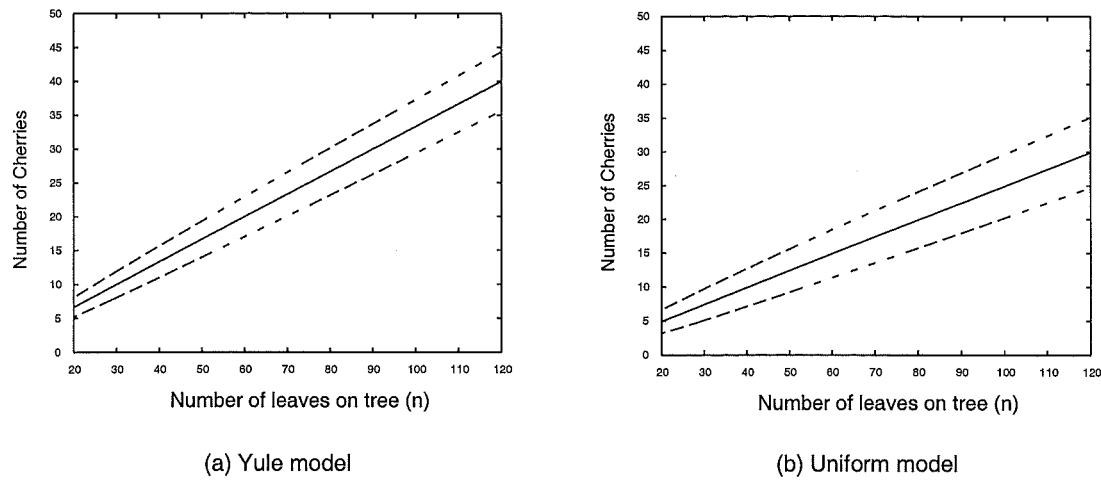 50
45
40
35
30
25
20
15
10
5
0
Number of Cherries
20 30 40 50 60 70 80 90 100 110 120
Number of leaves on tree (n)
(a) Yule model
50
45
40
35
30
25
20
15
10
5
0
Number of Cherries
20 30 40 50 60 70 80 90 100 110 120
Number of leaves on tree (n)
(b) Uniform model